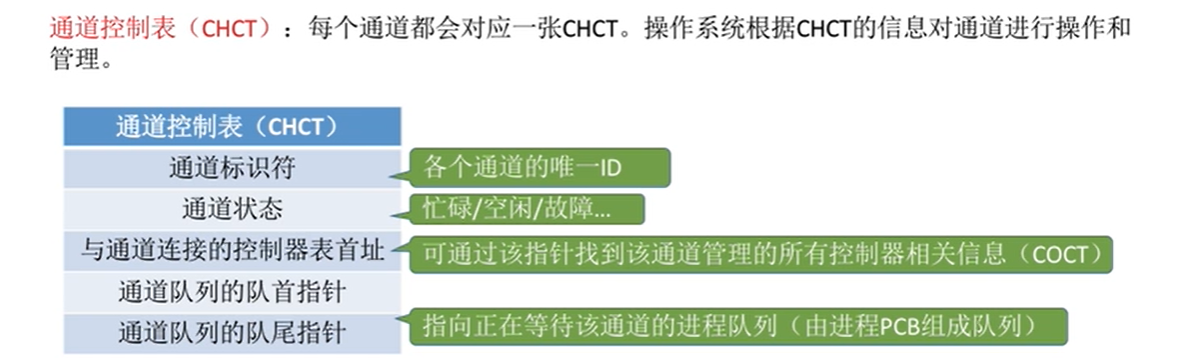 通道控制表（CHCT）：每个通道都会对应一张CHCT。操作系统根据CHCT的信息对通道进行操作和
管理。
通道控制表（CHCT）
通道标识符
各个通道的唯一ID
通道状态
忙碌/空闲/故障...
与通道连接的控制器表首址
可通过该指针找到该通道管理的所有控制器相关信息（COCT）
通道队列的队首指针
通道队列的队尾指针
指向正在等待该通道的进程队列（由进程PCB组成队列）